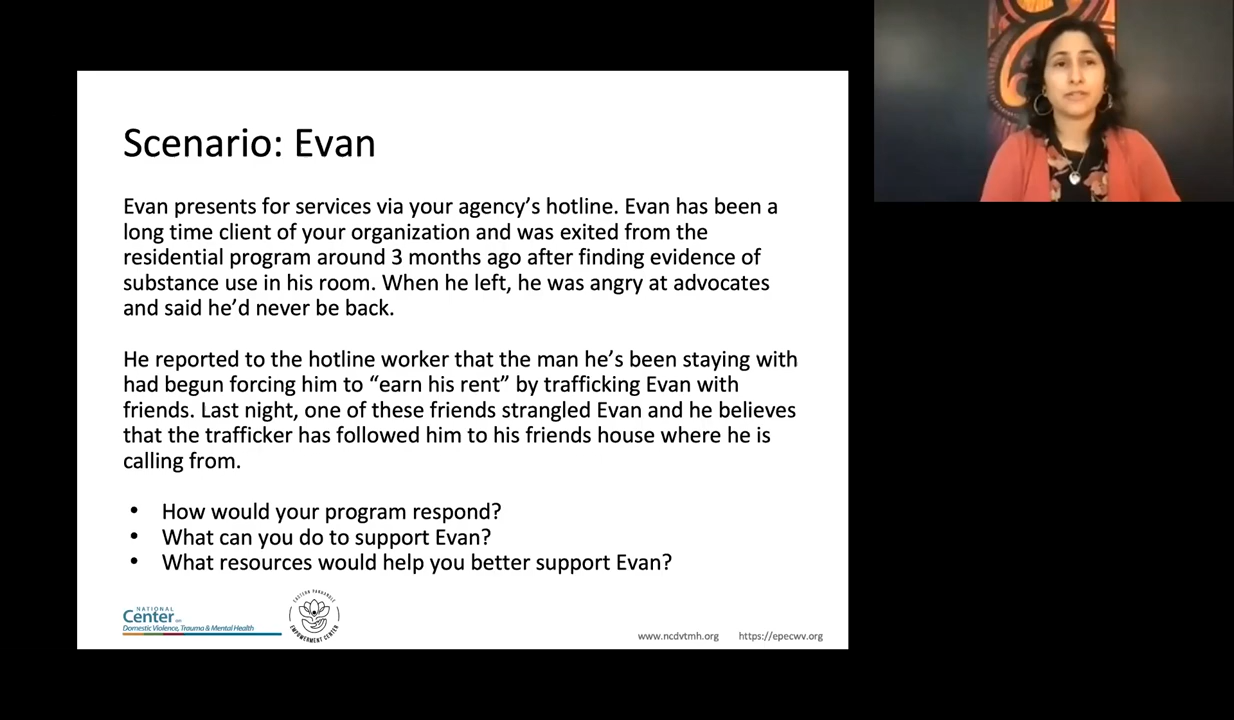 Scenario: Evan
Evan presents for services via your agency’s hotline. Evan has been a
long time client of your organization and was exited from the
residential program around 3 months ago after finding evidence of
substance use in his room. When he left, he was angry at advocates
and said he’d never be back.
He reported to the hotline worker that the man he’s been staying with
had begun forcing him to “earn his rent” by trafficking Evan with
friends. Last night, one of these friends strangled Evan and he believes
that the trafficker has followed him to his friends house where he is
calling from.
• How would your program respond?
• What can you do to support Evan?
• What resources would help you better support Evan?
NATIONAL
Center on
Domestic Violence, Trauma & Mental Health
EASTERN PANHANDLE
EMPOWERMENT CENTER
www.ncdvtmh.org https://epecwv.org